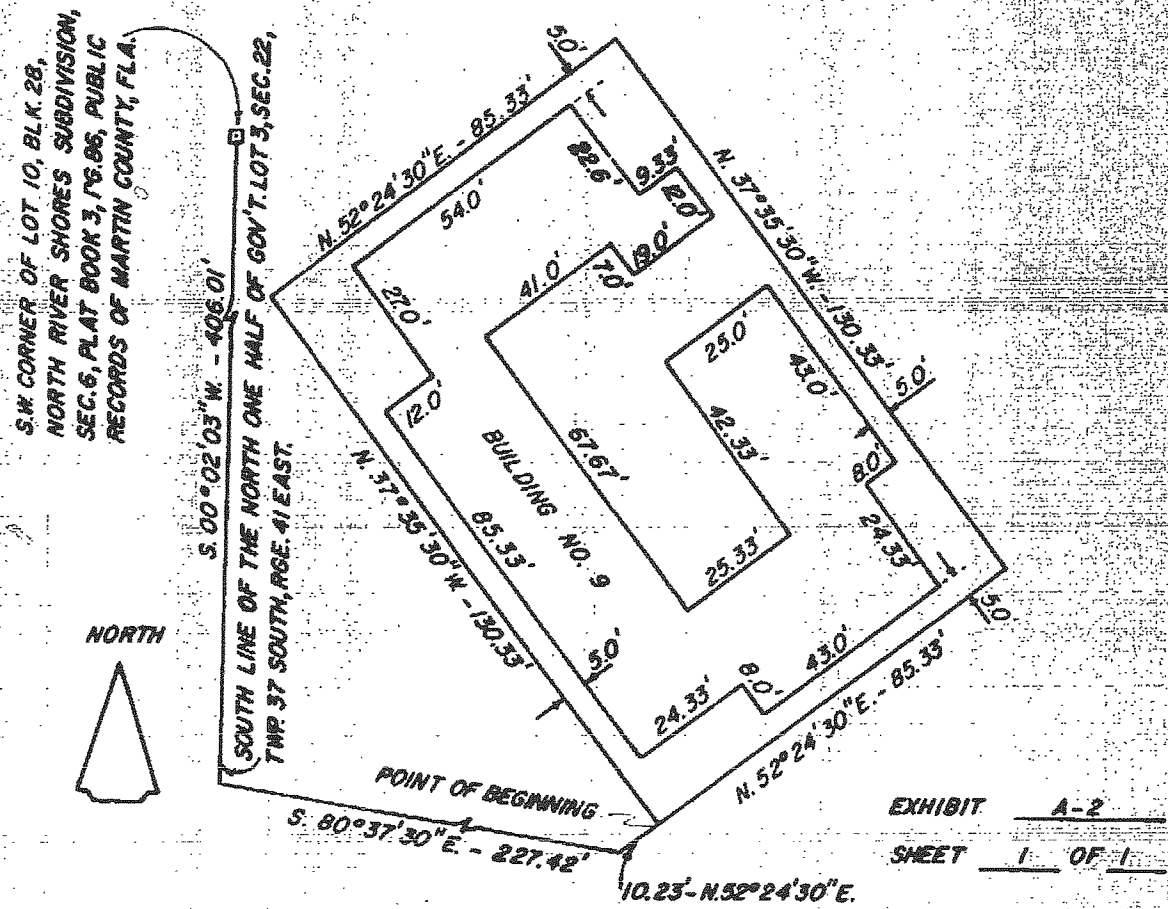 S.W. CORNER OF LOT 10, BLK. 28,
NORTH RIVER SHORES SUBDIVISION,
SEC. 6, PLAT BOOK 3, PG. 86, PUBLIC
RECORDS OF MARTIN COUNTY, FLA.
S. 00°02'03"W. - 406.01'
SOUTH LINE OF THE NORTH ONE HALF OF GOV'T. LOT 3, SEC. 22,
TWP. 37 SOUTH, RGE. 41 EAST.
N. 52°24'30"E. - 85.33'
5.0'
54.0'
22.6'
9.33'
12.0'
19.0'
7.0'
41.0'
N. 37°35'30"W. - 130.33'
27.0'
12.0'
25.0'
43.0'
5.0'
42.33'
67.67'
8.0'
BUILDING NO. 9
N. 37°35'30"W. - 130.33'
85.33'
25.33'
24.33'
5.0
5.0'
43.0'
8.0'
24.33'
N. 52°24'30"E. - 85.33'
NORTH
POINT OF BEGINNING
S. 80°37'30"E. - 227.42'
10.23'- N.52°24'30"E.
EXHIBIT A-2
SHEET 1 OF 1